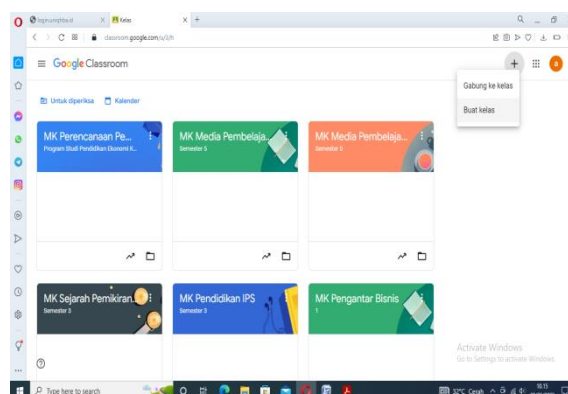 Kelas
classroom.google.com/u/1/h
Google Classroom
Gabung ke kelas
Buat kelas
Untuk diperiksa
Kalender
MK Perencanaan Pe...
Program Studi Pendidikan Ekonomi K...
MK Media Pembelaja...
Semester 5
MK Media Pembelaja...
Semester 5
MK Sejarah Pemikiran...
Semester 3
MK Pendidikan IPS
Semester 3
MK Pengantar Bisnis
1
Activate Windows
Go to Settings to activate Windows.
Type here to search
32°C Cerah